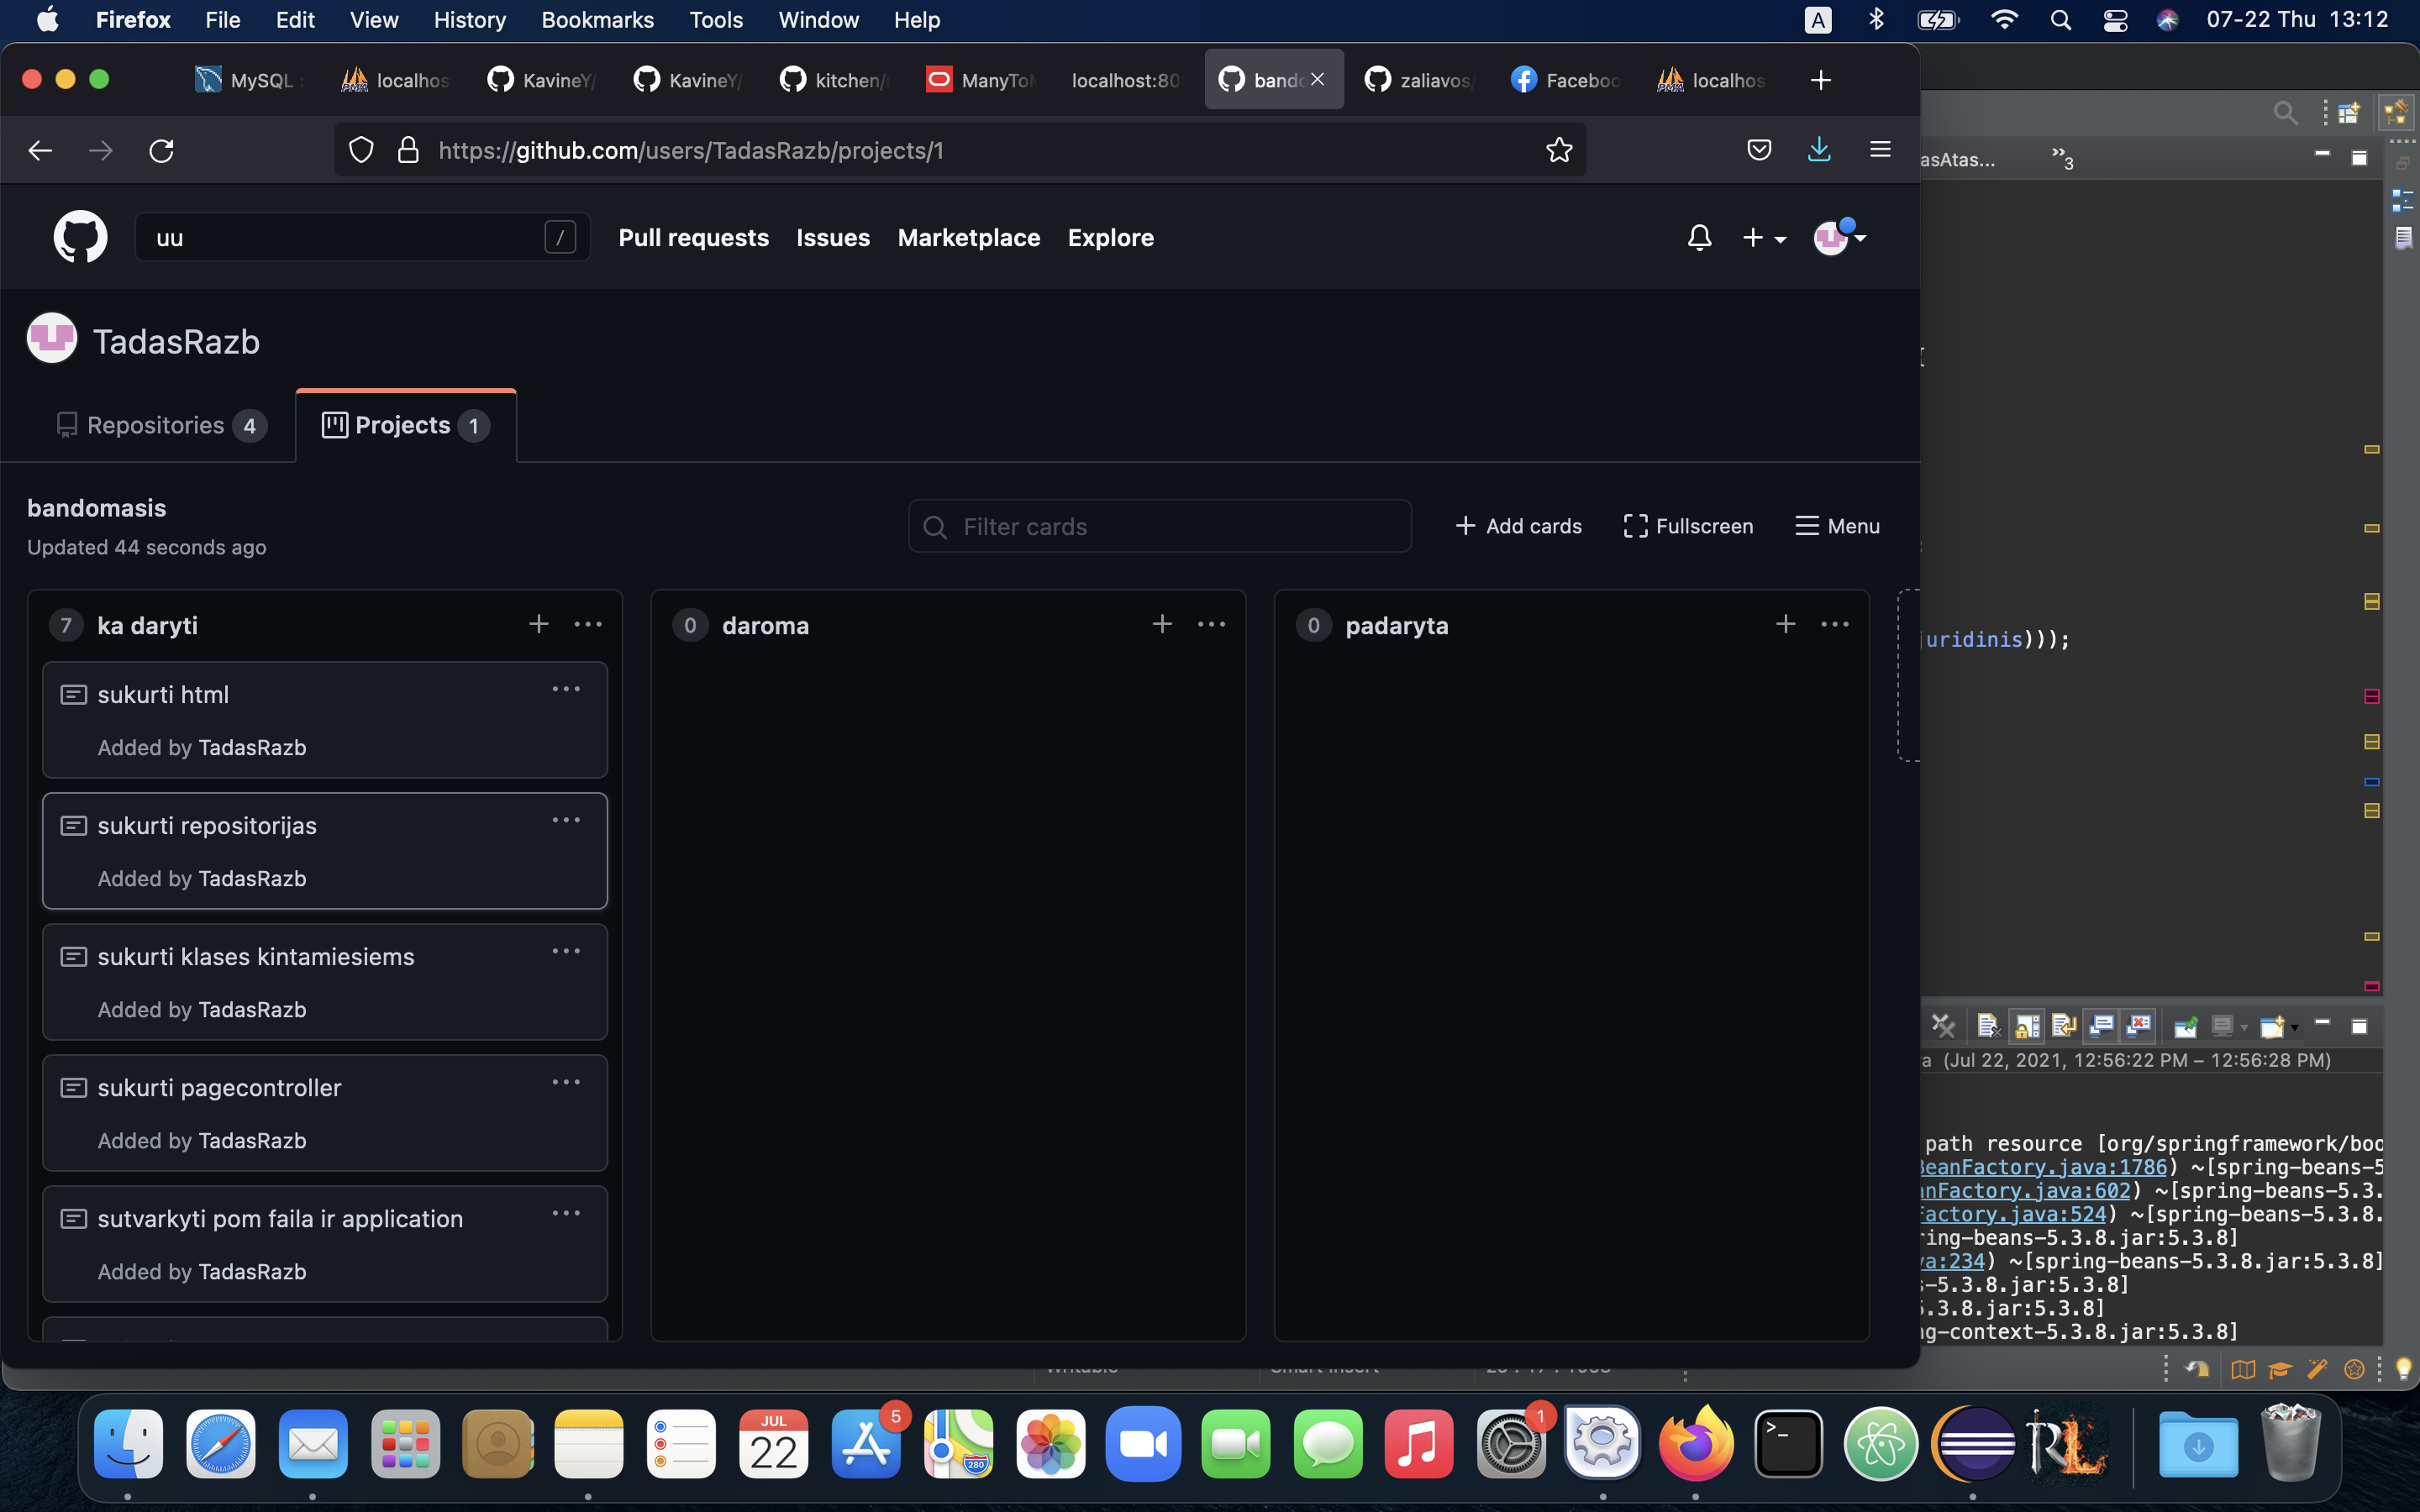 Firefox File Edit View History Bookmarks Tools Window Help A 07-22 Thu 13:12
MySQL : localhos KavineY/ KavineY/ kitchen/ ManyTo localhost:80 band zaliavos/ Faceboo localhos
https://github.com/users/TadasRazb/projects/1
asAtas... »3
uu / Pull requests Issues Marketplace Explore
TadasRazb
Repositories 4 Projects 1
bandomasis
Updated 44 seconds ago
Filter cards Add cards Fullscreen Menu
7 ka daryti
0 daroma
0 padaryta
sukurti html
Added by TadasRazb
sukurti repositorijas
Added by TadasRazb
sukurti klases kintamiesiems
Added by TadasRazb
sukurti pagecontroller
Added by TadasRazb
sutvarkyti pom faila ir application
Added by TadasRazb
uridinis)));
a (Jul 22, 2021, 12:56:22 PM – 12:56:28 PM)
path resource [org/springframework/boo
BeanFactory.java:1786) ~[spring-beans-5
nFactory.java:602) ~[spring-beans-5.3.
Factory.java:524) ~[spring-beans-5.3.8.
ring-beans-5.3.8.jar:5.3.8]
va:234) ~[spring-beans-5.3.8.jar:5.3.8]
s-5.3.8.jar:5.3.8]
5.3.8.jar:5.3.8]
ng-context-5.3.8.jar:5.3.8]
JUL
22
5
280
1
>_
RL